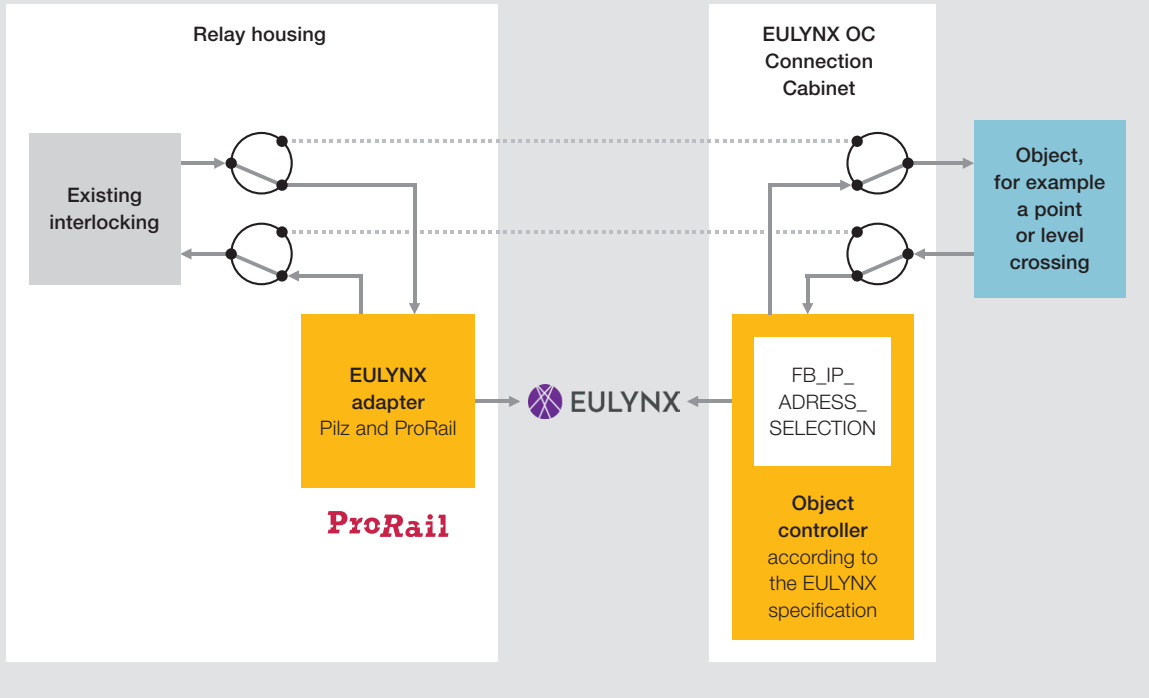 Relay housing
EULYNX OC
Connection
Cabinet
Existing
interlocking
Object,
for example
a point
or level
crossing
EULYNX
adapter
Pilz and ProRail
EULYNX
FB_IP_
ADRESS_
SELECTION
ProRail
Object
controller
according to
the EULYNX
specification